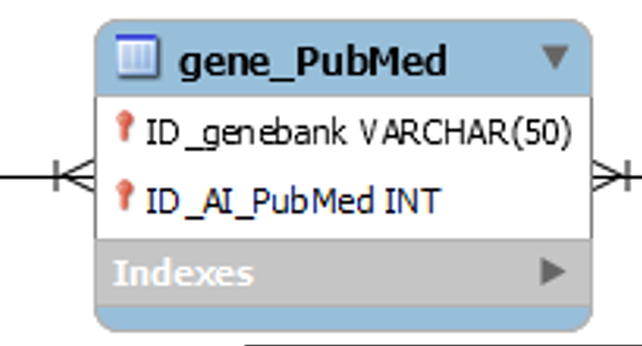 gene_PubMed
ID_genebank VARCHAR(50)
ID_AI_PubMed INT
Indexes